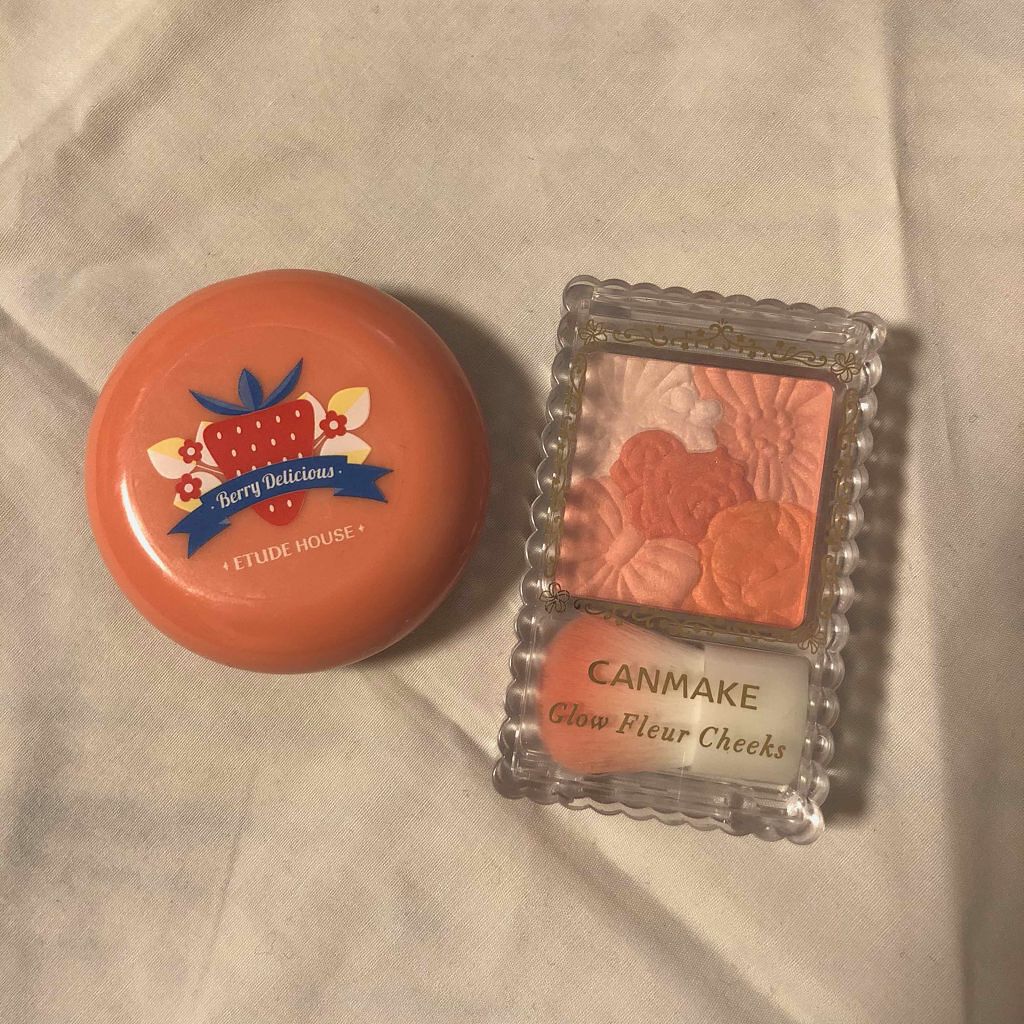 · Berry Delicious ·
ETUDE HOUSE
CANMAKE
Glow Fleur Cheeks